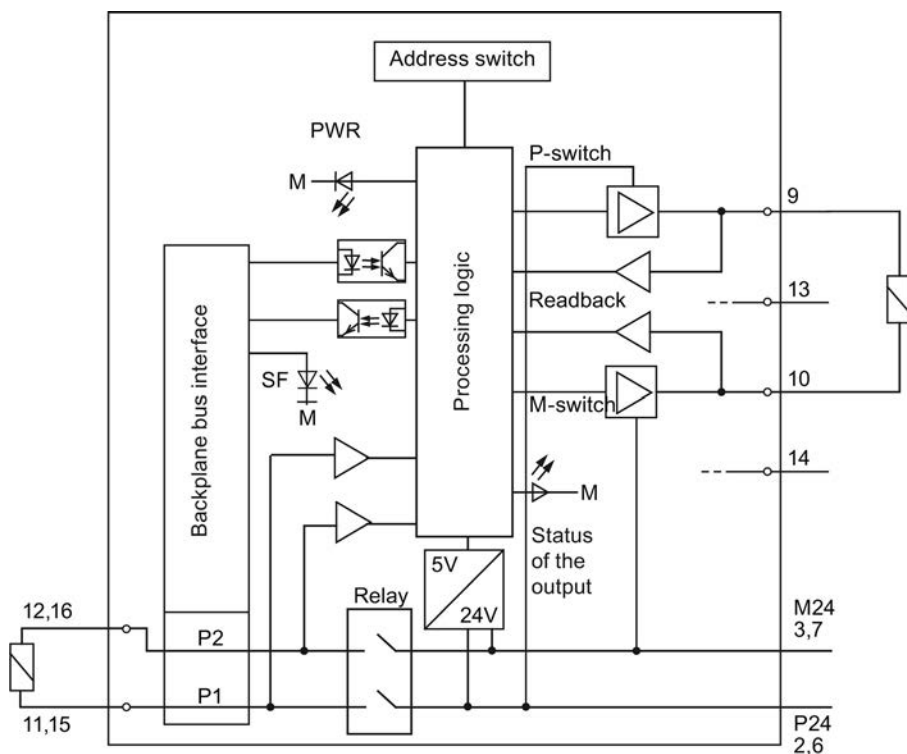 Address switch
PWR
P-switch
M
9
Readback
13
SF
M
M-switch
10
14
Backplane bus interface
Processing logic
M
Status
of the
output
5V
24V
Relay
12,16
P2
M24
3,7
P1
11,15
P24
2,6